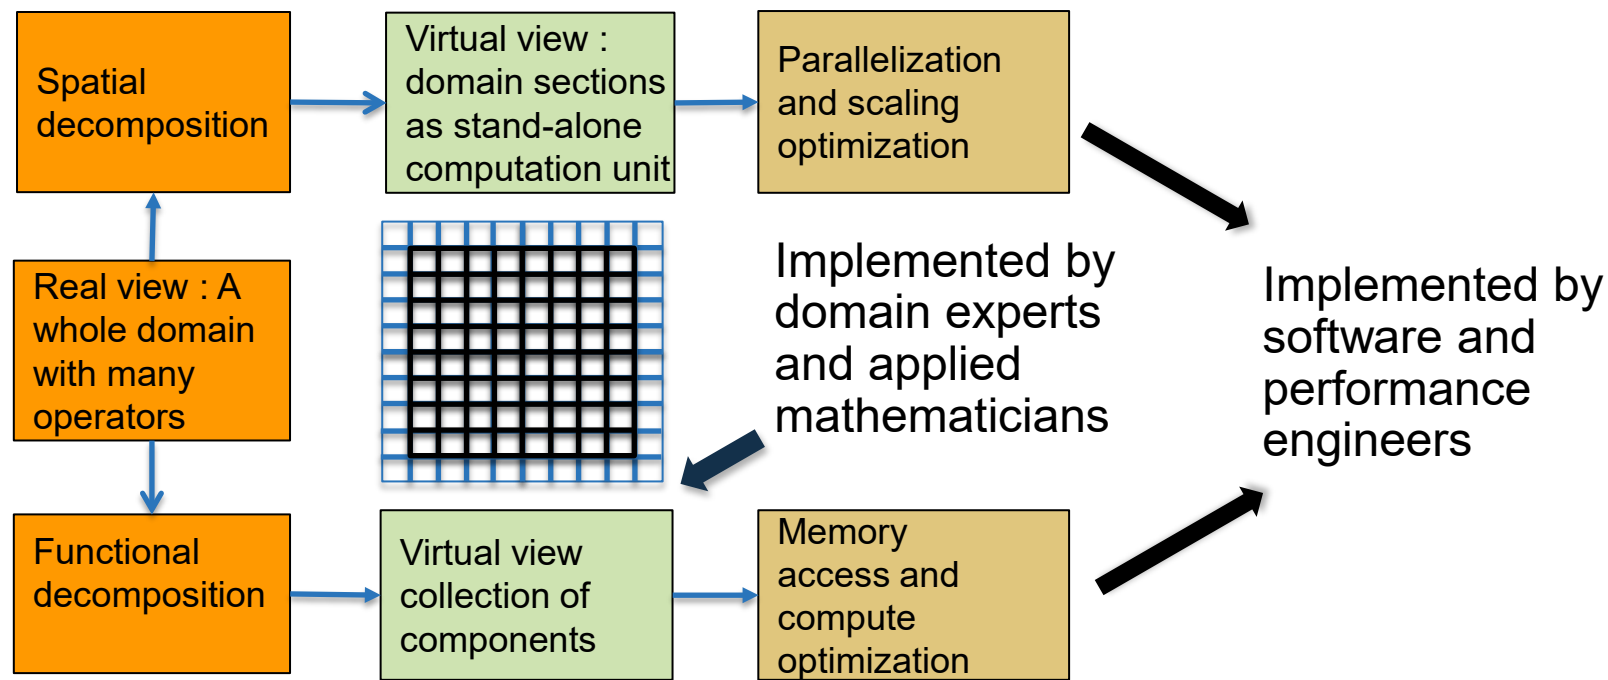 Spatial
decomposition
Virtual view :
domain sections
as stand-alone
computation unit
Parallelization
and scaling
optimization
Real view : A
whole domain
with many
operators
Implemented by
domain experts
and applied
mathematicians
Implemented by
software and
performance
engineers
Functional
decomposition
Virtual view
collection of
components
Memory
access and
compute
optimization